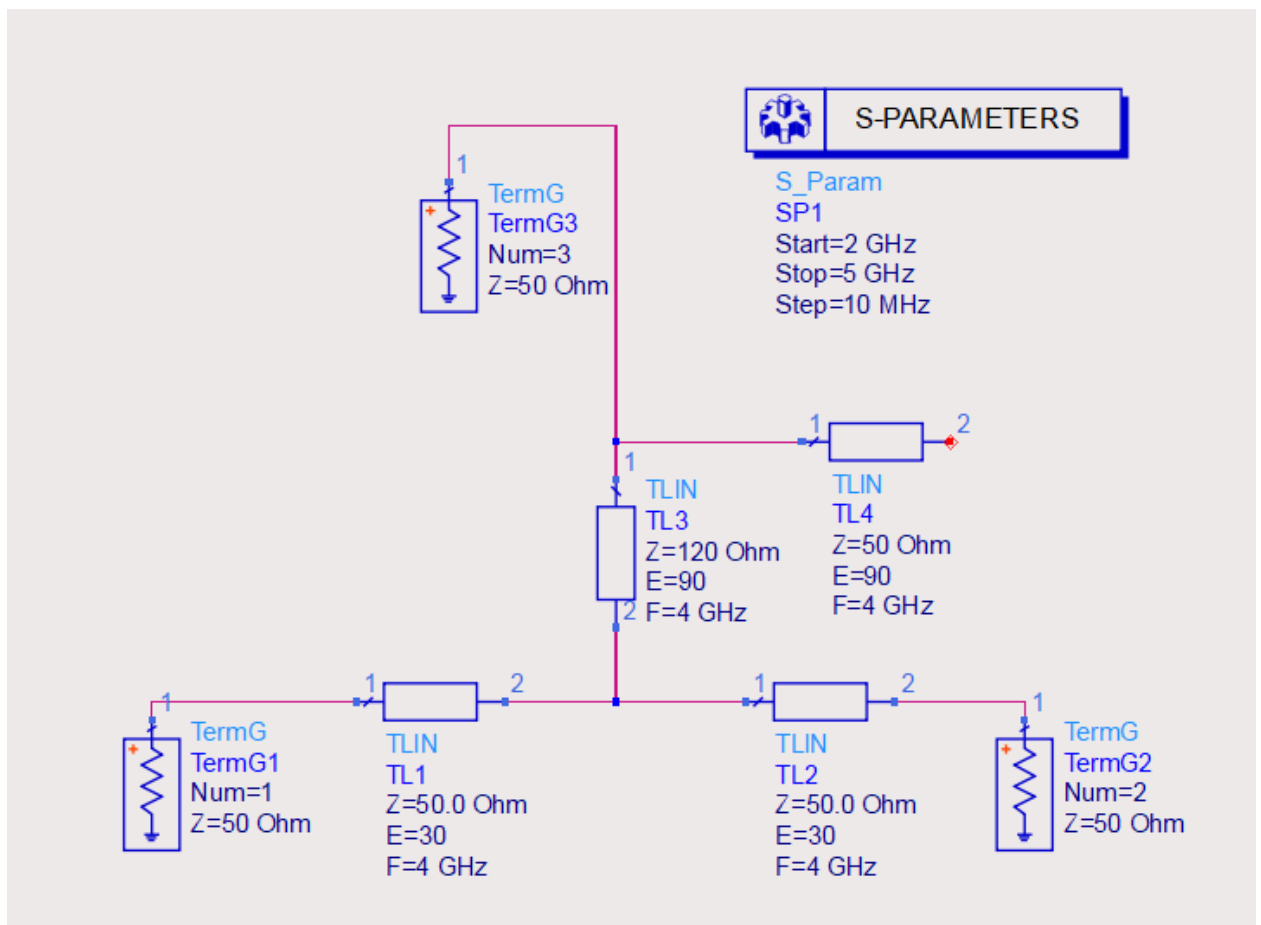 S-PARAMETERS
S_Param
SP1
Start=2 GHz
Stop=5 GHz
Step=10 MHz
1
TermG
TermG3
Num=3
Z=50 Ohm
1
2
TLIN
TL4
Z=50 Ohm
E=90
F=4 GHz
1
TLIN
TL3
Z=120 Ohm
E=90
F=4 GHz
2
1
TermG
TermG1
Num=1
Z=50 Ohm
1
2
TLIN
TL1
Z=50.0 Ohm
E=30
F=4 GHz
1
2
TLIN
TL2
Z=50.0 Ohm
E=30
F=4 GHz
1
TermG
TermG2
Num=2
Z=50 Ohm